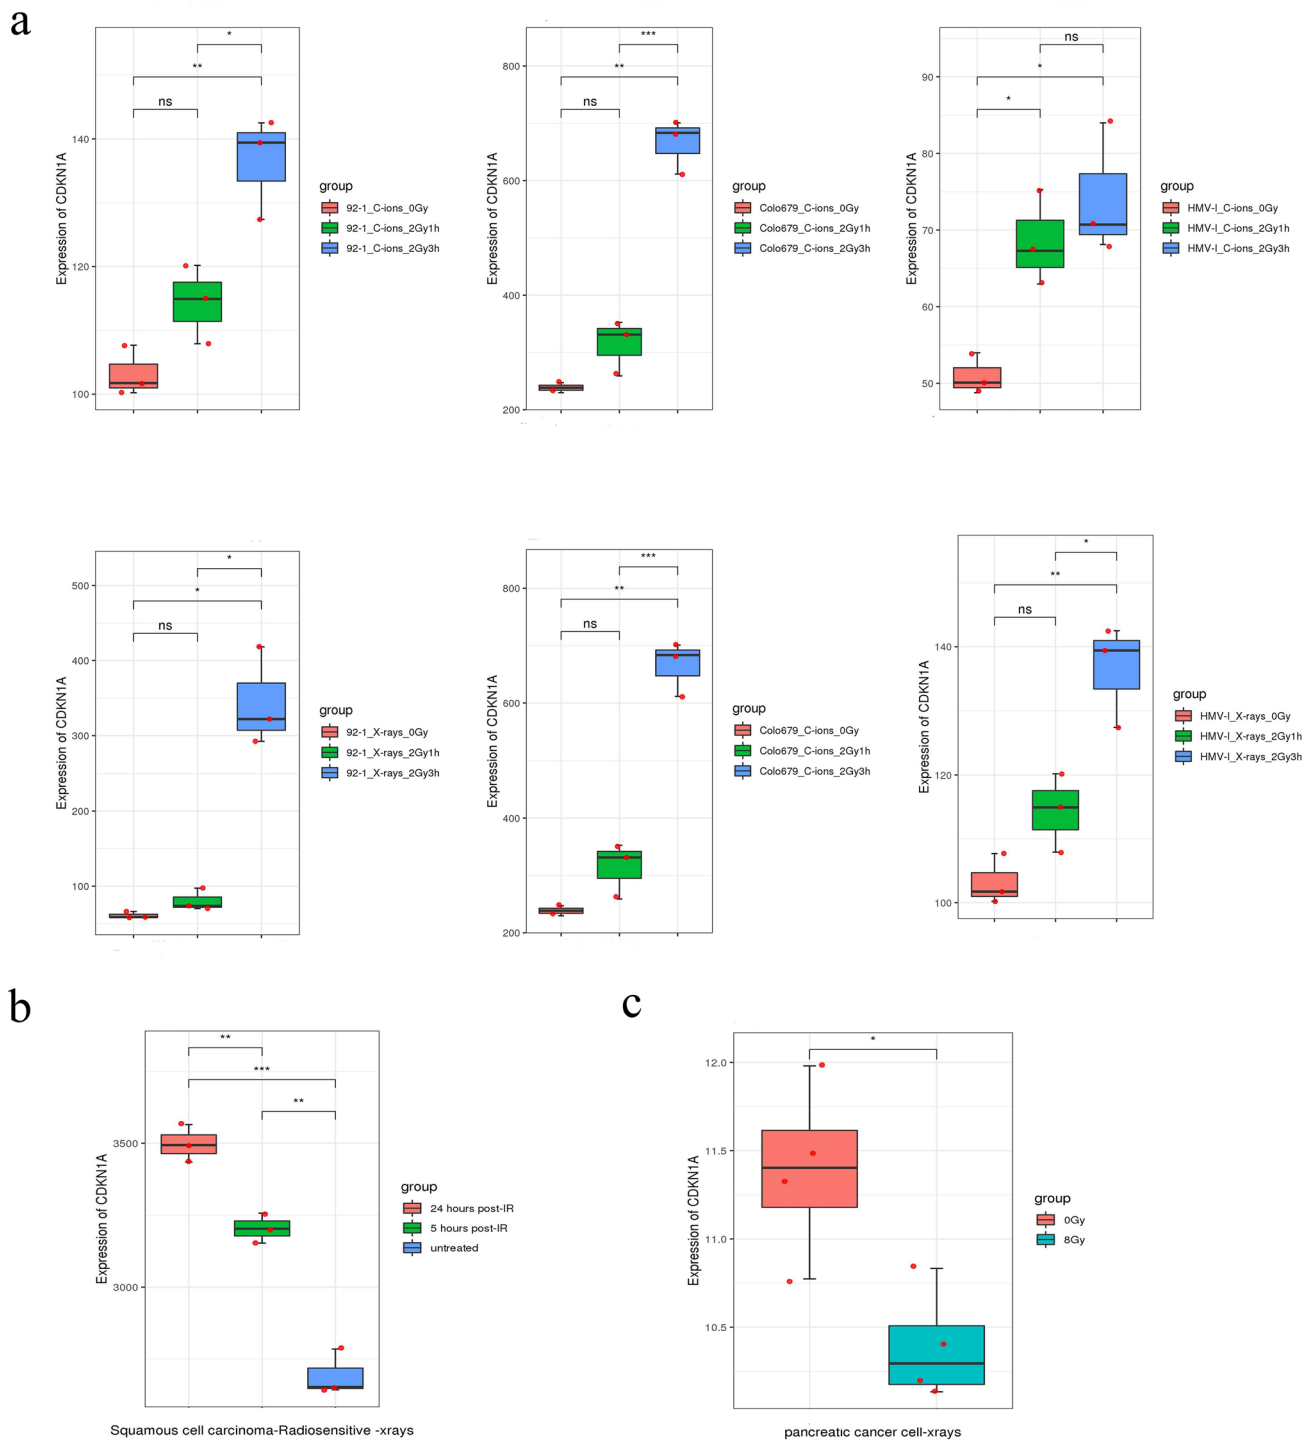 a
*
**
ns
140
120
100
Expression of CDKN1A
group
92-1_C-ions_0Gy
92-1_C-ions_2Gy1h
92-1_C-ions_2Gy3h
***
**
ns
800
600
400
200
Expression of CDKN1A
group
Colo679_C-ions_0Gy
Colo679_C-ions_2Gy1h
Colo679_C-ions_2Gy3h
ns
*
*
90
80
70
60
50
Expression of CDKN1A
group
HMV-I_C-ions_0Gy
HMV-I_C-ions_2Gy1h
HMV-I_C-ions_2Gy3h
*
*
ns
500
400
300
200
100
Expression of CDKN1A
group
92-1_X-rays_0Gy
92-1_X-rays_2Gy1h
92-1_X-rays_2Gy3h
***
**
ns
800
600
400
200
Expression of CDKN1A
group
Colo679_C-ions_0Gy
Colo679_C-ions_2Gy1h
Colo679_C-ions_2Gy3h
*
**
ns
140
120
100
Expression of CDKN1A
group
HMV-I_X-rays_0Gy
HMV-I_X-rays_2Gy1h
HMV-I_X-rays_2Gy3h
b
**
***
**
3500
3000
Expression of CDKN1A
group
24 hours post-IR
5 hours post-IR
untreated
Squamous cell carcinoma-Radiosensitive -xrays
c
*
12.0
11.5
11.0
10.5
Expression of CDKN1A
group
0Gy
8Gy
pancreatic cancer cell-xrays